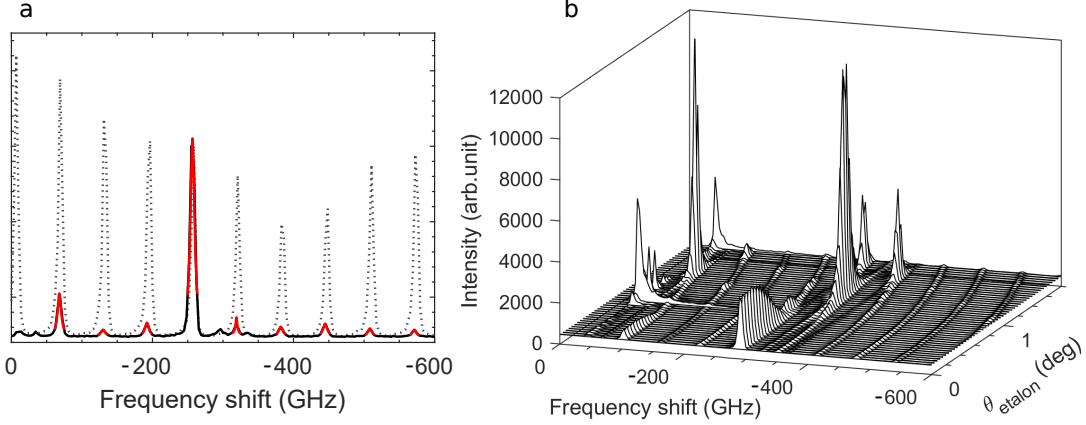 a
0
-200
-400
-600
Frequency shift (GHz)
b
12000
10000
8000
6000
4000
2000
0
Intensity (arb.unit)
0
-200
-400
-600
Frequency shift (GHz)
0
1
θ etalon (deg)